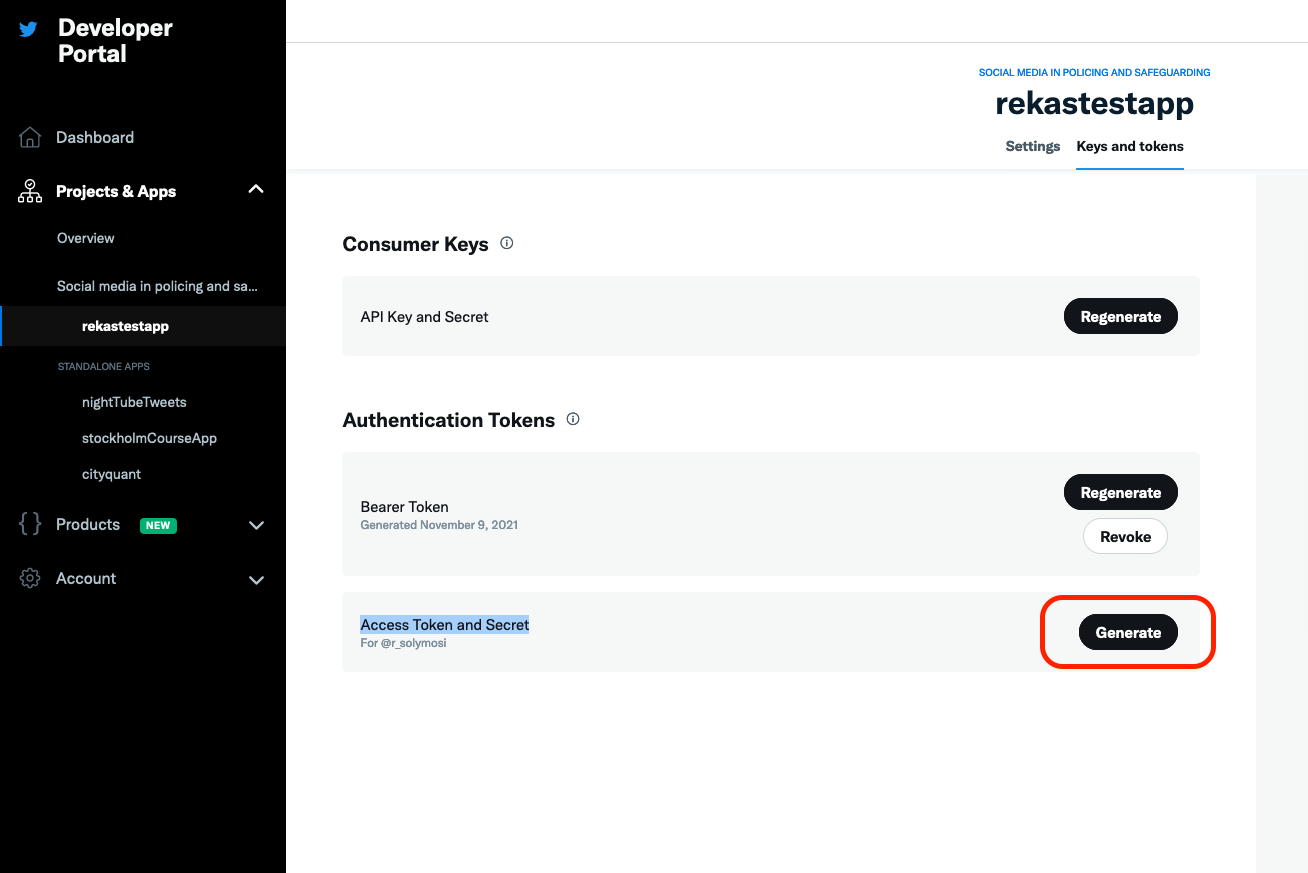 Developer
Portal
Dashboard
Projects & Apps
Overview
Social media in policing and sa...
rekastestapp
STANDALONE APPS
nightTubeTweets
stockholmCourseApp
cityquant
Products NEW
Account
SOCIAL MEDIA IN POLICING AND SAFEGUARDING
rekastestapp
Settings Keys and tokens
Consumer Keys
API Key and Secret Regenerate
Authentication Tokens
Bearer Token
Generated November 9, 2021
Regenerate
Revoke
Access Token and Secret
For @r_solymosi
Generate